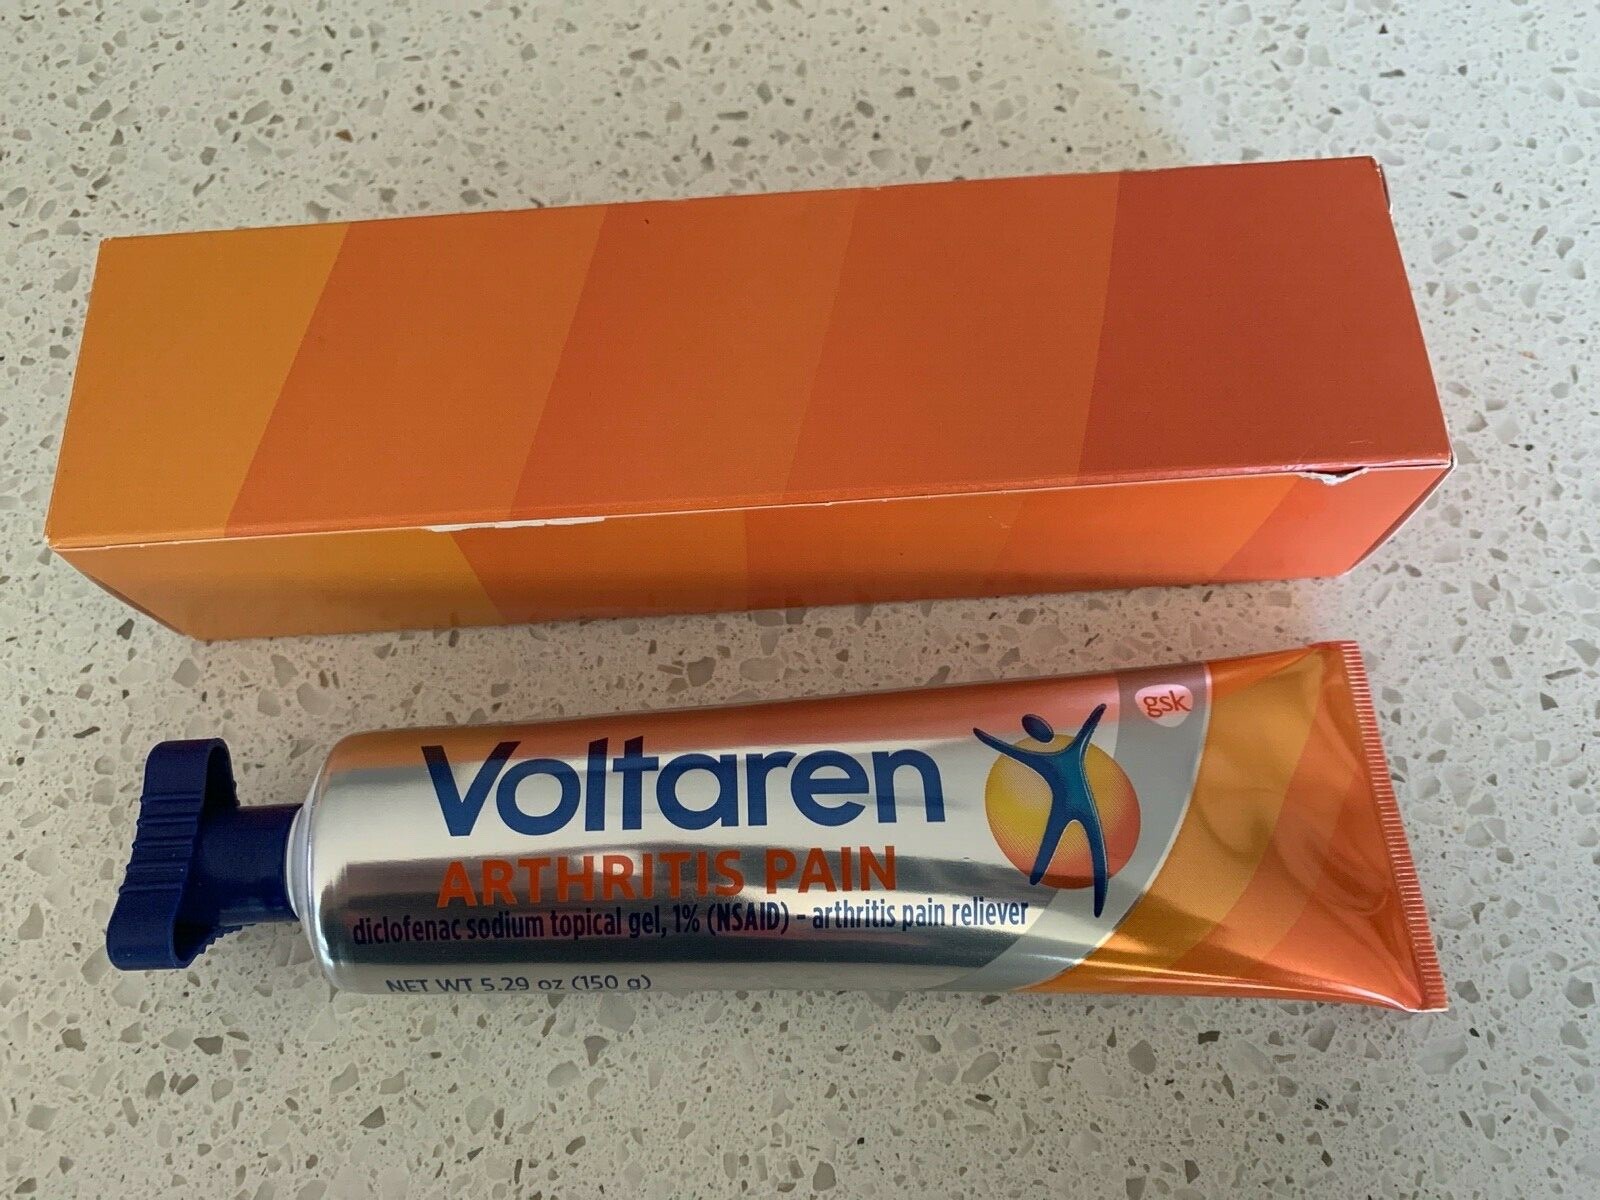 gsk
Voltaren
ARTHRITIS PAIN
diclofenac sodium topical gel, 1% (NSAID) - arthritis pain reliever
NET WT 5.29 oz (150 g)